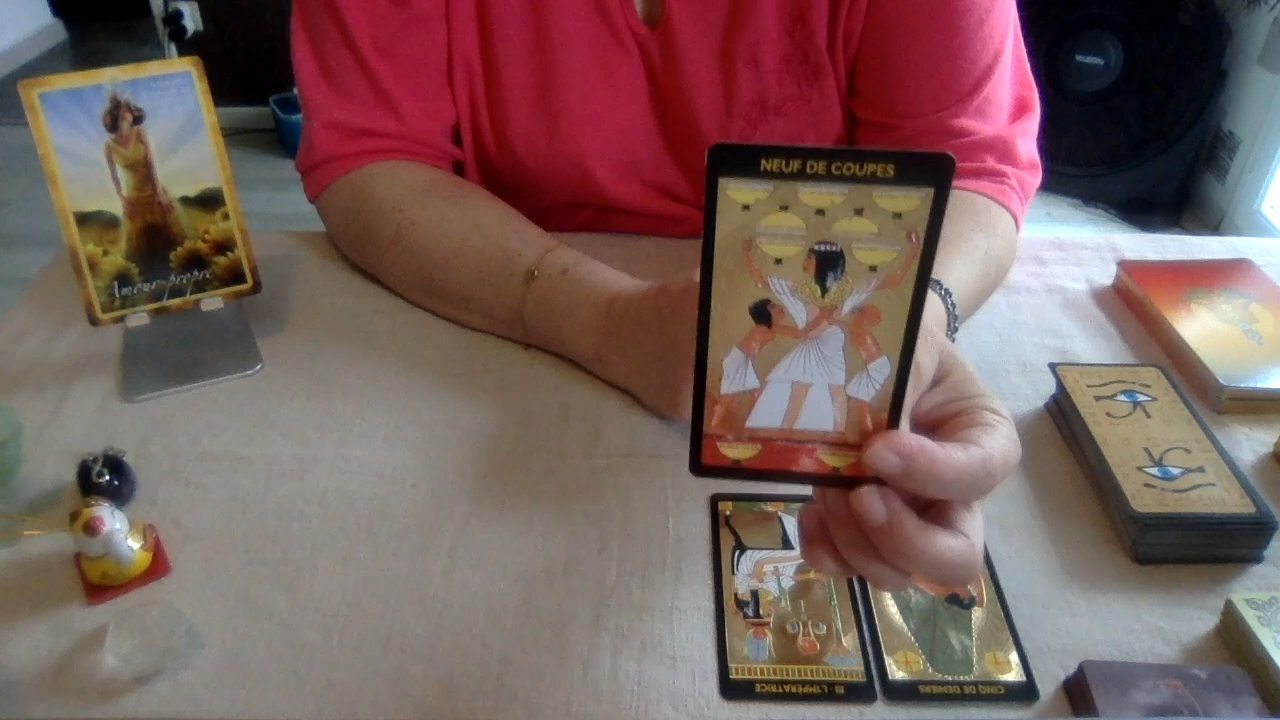 Amour-propre
NEUF DE COUPES
III - L'IMPÉRATRICE
CINQ DE DENIERS